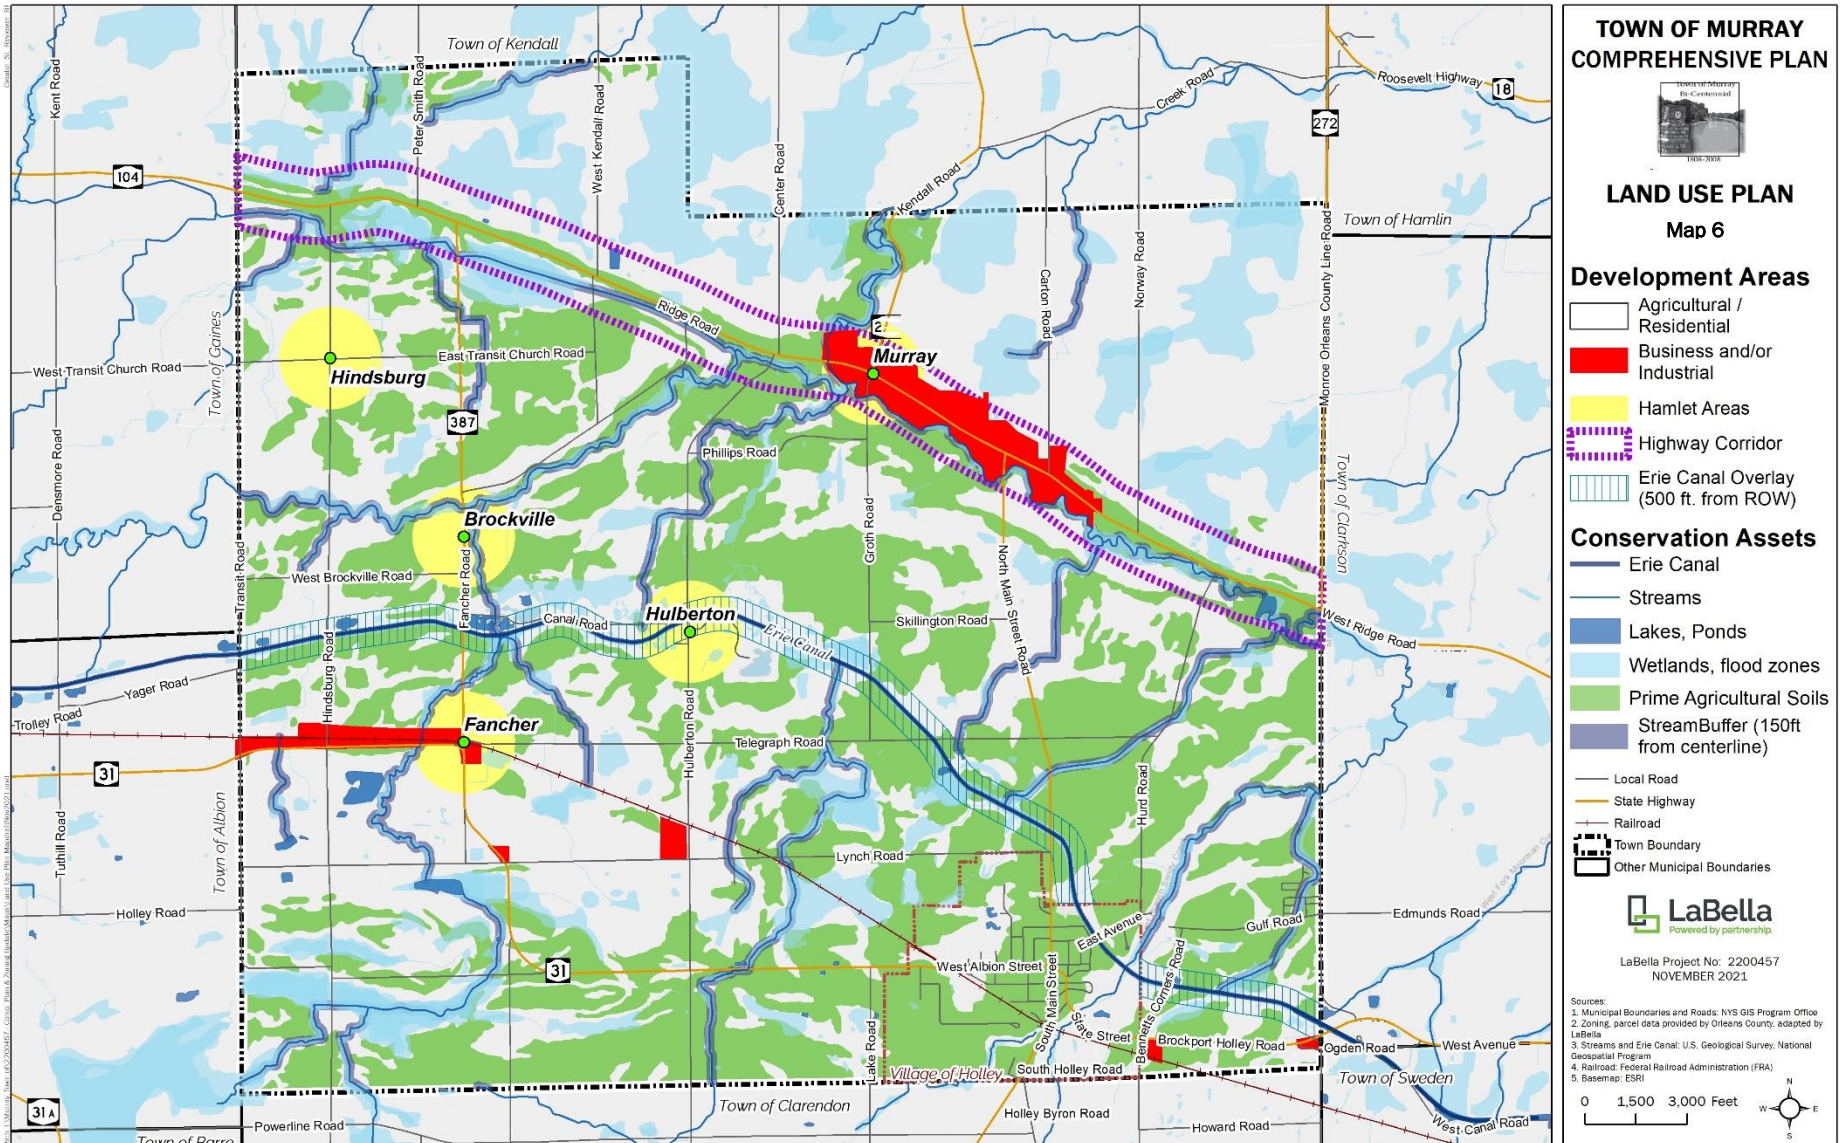 Town of Kendall
Kent Road
Peter Smith Road
West Kendall Road
Center Road
Creek Road
Roosevelt Highway
18
272
104
Kendall Road
Town of Hamlin
Town of Gaines
Ridge Road
Carton Road
Norway Road
Monroe Orleans County Line Road
2
West Transit Church Road
East Transit Church Road
Hindsburg
Murray
387
Densmore Road
Phillips Road
Town of Clarkson
Brockville
Groth Road
Transit Road
West Brockville Road
Fancher Road
North Main Street Road
Hulberton
Canal Road
Skillington Road
Erie Canal
West Ridge Road
Hindsburg Road
Yager Road
Trolley Road
Fancher
Hulberton Road
Telegraph Road
31
Hurd Road
Tuthill Road
Town of Albion
Lynch Road
Holley Road
Edmunds Road
Gulf Road
East Avenue
West Albion Street
31
South Main Street
Bennetts Corners Road
State Street
Brockport Holley Road
Ogden Road
West Avenue
Lake Road
Village of Holley
South Holley Road
Town of Sweden
Town of Clarendon
31A
Holley Byron Road
Powerline Road
Howard Road
West Canal Road
Town of Barre
TOWN OF MURRAY
COMPREHENSIVE PLAN
Town of Murray
Bi-Centennial
1808-2008
LAND USE PLAN
Map 6
Development Areas
Agricultural /
Residential
Business and/or
Industrial
Hamlet Areas
Highway Corridor
Erie Canal Overlay
(500 ft. from ROW)
Conservation Assets
Erie Canal
Streams
Lakes, Ponds
Wetlands, flood zones
Prime Agricultural Soils
StreamBuffer (150ft
from centerline)
Local Road
State Highway
Railroad
Town Boundary
Other Municipal Boundaries
LaBella
Powered by partnership.
LaBella Project No: 2200457
NOVEMBER 2021
Sources:
1. Municipal Boundaries and Roads: NYS GIS Program Office
2. Zoning, parcel data provided by Orleans County, adapted by
LaBella
3. Streams and Erie Canal: U.S. Geological Survey, National
Geospatial Program
4. Railroad: Federal Railroad Administration (FRA)
5. Basemap: ESRI
0 1,500 3,000 Feet
N
W E
S